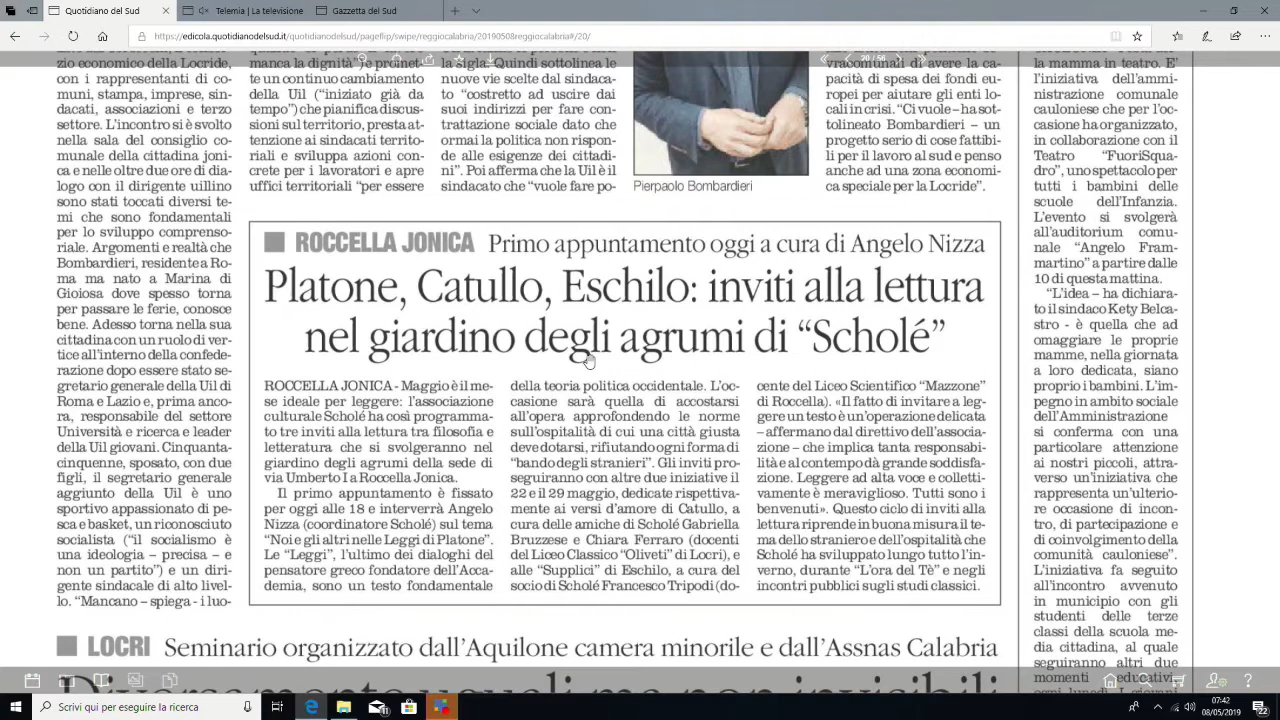 Quotidiano del Sud
Telemia | La televisione
Gazzetta del Sud
https://edicola.quotidianodelsud.it/quotidianodelsud/pageflip/swipe/reggiocalabria/20190508reggiocalabria#/20/
20 / 56
zio economico della Locride,
con i rappresentanti di co-
muni, stampa, imprese, sin-
dacati, associazioni e terzo
settore. L'incontro si è svolto
nella sala del consiglio co-
munale della cittadina joni-
ca e nelle oltre due ore di dia-
logo con il dirigente uillino
sono stati toccati diversi te-
mi che sono fondamentali
per lo sviluppo comprenso-
riale. Argomenti e realtà che
Bombardieri, residente a Ro-
ma ma nato a Marina di
Gioiosa dove spesso torna
per passare le ferie, conosce
bene. Adesso torna nella sua
cittadina con un ruolo di ver-
tice all'interno della confede-
razione dopo essere stato se-
gretario generale della Uil di
Roma e Lazio e, prima anco-
ra, responsabile del settore
Università e ricerca e leader
della Uil giovani. Cinquanta-
cinquenne, sposato, con due
figli, il segretario generale
aggiunto della Uil è uno
sportivo appassionato di pe-
sca e basket, un riconosciuto
socialista ("il socialismo è
una ideologia – precisa – e
non un partito") e un diri-
gente sindacale di alto livel-
lo. "Mancano – spiega - i luo-
manca la dignità") e promet-
te un continuo cambiamento
della Uil ("iniziato già da
tempo") che pianifica discus-
sioni sul territorio, presta at-
tenzione ai sindacati territo-
riali e sviluppa azioni con-
crete per i lavoratori e apre
uffici territoriali "per essere
la sigla. Quindi sottolinea le
nuove vie scelte dal sindaca-
to "costretto ad uscire dai
suoi indirizzi per fare con-
trattazione sociale dato che
ormai la politica non rispon-
de alle esigenze dei cittadi-
ni". Poi afferma che la Uil è il
sindacato che "vuole fare po-
Pierpaolo Bombardieri
vracomunali di avere la ca-
pacità di spesa dei fondi eu-
ropei per aiutare gli enti lo-
cali in crisi. "Ci vuole – ha sot-
tolineato Bombardieri – un
progetto serio di cose fattibi-
li per il lavoro al sud e penso
anche ad una zona economi-
ca speciale per la Locride".
ROCCELLA JONICA Primo appuntamento oggi a cura di Angelo Nizza
Platone, Catullo, Eschilo: inviti alla lettura
nel giardino degli agrumi di “Scholé”
ROCCELLA JONICA - Maggio è il me-
se ideale per leggere: l'associazione
culturale Scholé ha così programma-
to tre inviti alla lettura tra filosofia e
letteratura che si svolgeranno nel
giardino degli agrumi della sede di
via Umberto I a Roccella Jonica.
Il primo appuntamento è fissato
per oggi alle 18 e interverrà Angelo
Nizza (coordinatore Scholé) sul tema
“Noi e gli altri nelle Leggi di Platone”.
Le “Leggi”, l'ultimo dei dialoghi del
pensatore greco fondatore dell'Acca-
demia, sono un testo fondamentale
della teoria politica occidentale. L'oc-
casione sarà quella di accostarsi
all'opera approfondendo le norme
sull'ospitalità di cui una città giusta
deve dotarsi, rifiutando ogni forma di
“bando degli stranieri”. Gli inviti pro-
seguiranno con altre due iniziative il
22 e il 29 maggio, dedicate rispettiva-
mente ai versi d'amore di Catullo, a
cura delle amiche di Scholé Gabriella
Bruzzese e Chiara Ferraro (docenti
del Liceo Classico “Oliveti” di Locri), e
alle “Supplici” di Eschilo, a cura del
socio di Scholé Francesco Tripodi (do-
cente del Liceo Scientifico “Mazzone”
di Roccella). «Il fatto di invitare a leg-
gere un testo è un'operazione delicata
– affermano dal direttivo dell'associa-
zione – che implica tanta responsabi-
lità e al contempo dà grande soddisfa-
zione. Leggere ad alta voce e colletti-
vamente è meraviglioso. Tutti sono i
benvenuti». Questo ciclo di inviti alla
lettura riprende in buona misura il te-
ma dello straniero e dell'ospitalità che
Scholé ha sviluppato lungo tutto l'in-
verno, durante “L'ora del Tè” e negli
incontri pubblici sugli studi classici.
la mamma in teatro. E'
l'iniziativa dell'ammi-
nistrazione comunale
cauloniese che per l'oc-
casione ha organizzato,
in collaborazione con il
Teatro “FuoriSqua-
dro”, uno spettacolo per
tutti i bambini delle
scuole dell'Infanzia.
L'evento si svolgerà
all'auditorium comu-
nale “Angelo Fram-
martino” a partire dalle
10 di questa mattina.
“L'idea – ha dichiara-
to il sindaco Kety Belca-
stro - è quella che ad
omaggiare le proprie
mamme, nella giornata
a loro dedicata, siano
proprio i bambini. L'im-
pegno in ambito sociale
dell'Amministrazione
si conferma con una
particolare attenzione
ai nostri piccoli, attra-
verso un'iniziativa che
rappresenta un'ulterio-
re occasione di incon-
tro, di partecipazione e
di coinvolgimento della
comunità cauloniese”.
L'iniziativa fa seguito
all'incontro avvenuto
in municipio con gli
studenti delle terze
classi della scuola me-
dia cittadina, al quale
seguiranno altri due
momenti educativi,
LOCRI Seminario organizzato dall'Aquilone camera minorile e dall'Assnas Calabria
Diversamente uguali ma non invisibili
Scrivi qui per eseguire la ricerca
07:42
08/05/2019